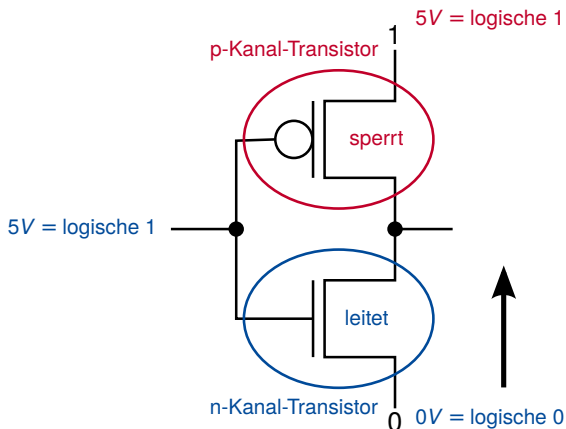 5V = logische 1
1
p-Kanal-Transistor
sperrt
5V = logische 1
leitet
n-Kanal-Transistor
0
0V = logische 0